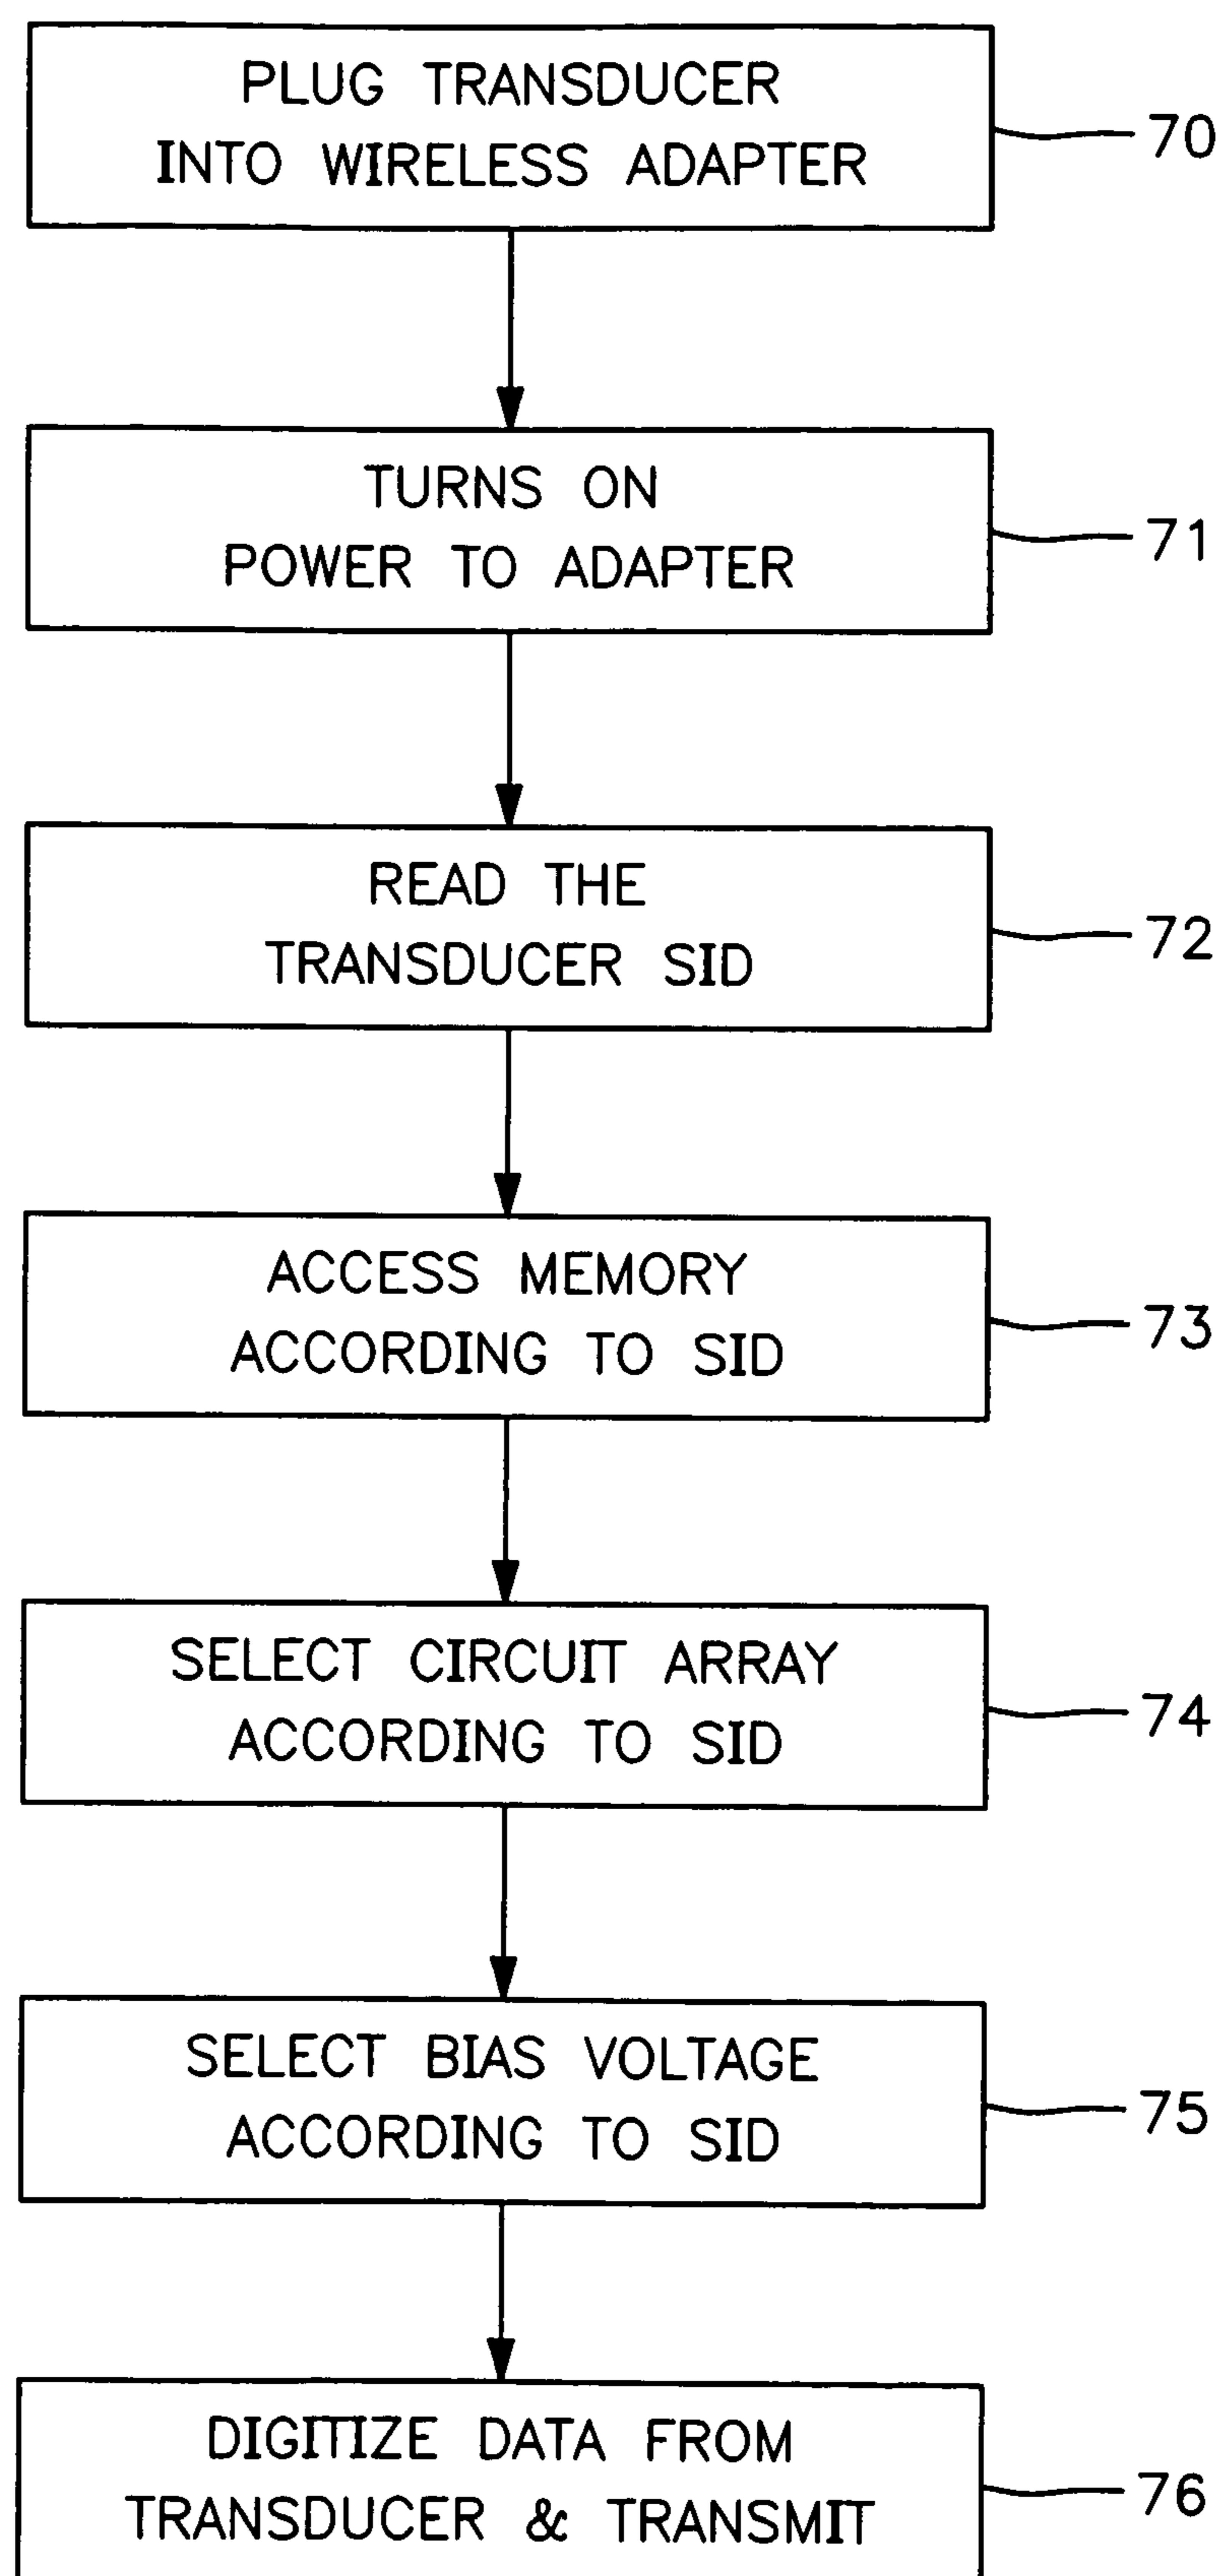 PLUG TRANSDUCER
INTO WIRELESS ADAPTER
70
TURNS ON
POWER TO ADAPTER
71
READ THE
TRANSDUCER SID
72
ACCESS MEMORY
ACCORDING TO SID
73
SELECT CIRCUIT ARRAY
ACCORDING TO SID
74
SELECT BIAS VOLTAGE
ACCORDING TO SID
75
DIGITIZE DATA FROM
TRANSDUCER & TRANSMIT
76